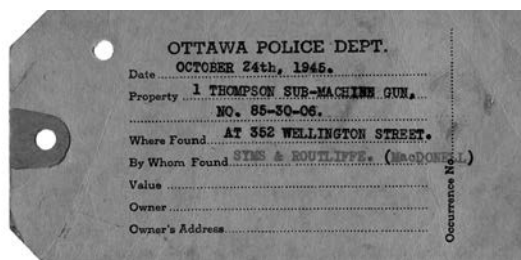 OTTAWA POLICE DEPT.
Date OCTOBER 24th, 1945.
Property 1 THOMPSON SUB-MACHINE GUN,
NO. 85-30-06.
Where Found AT 352 WELLINGTON STREET.
By Whom Found SYMS & ROUTLIFFE. (MacDONELL)
Value
Owner
Owner's Address
Occurrence No.